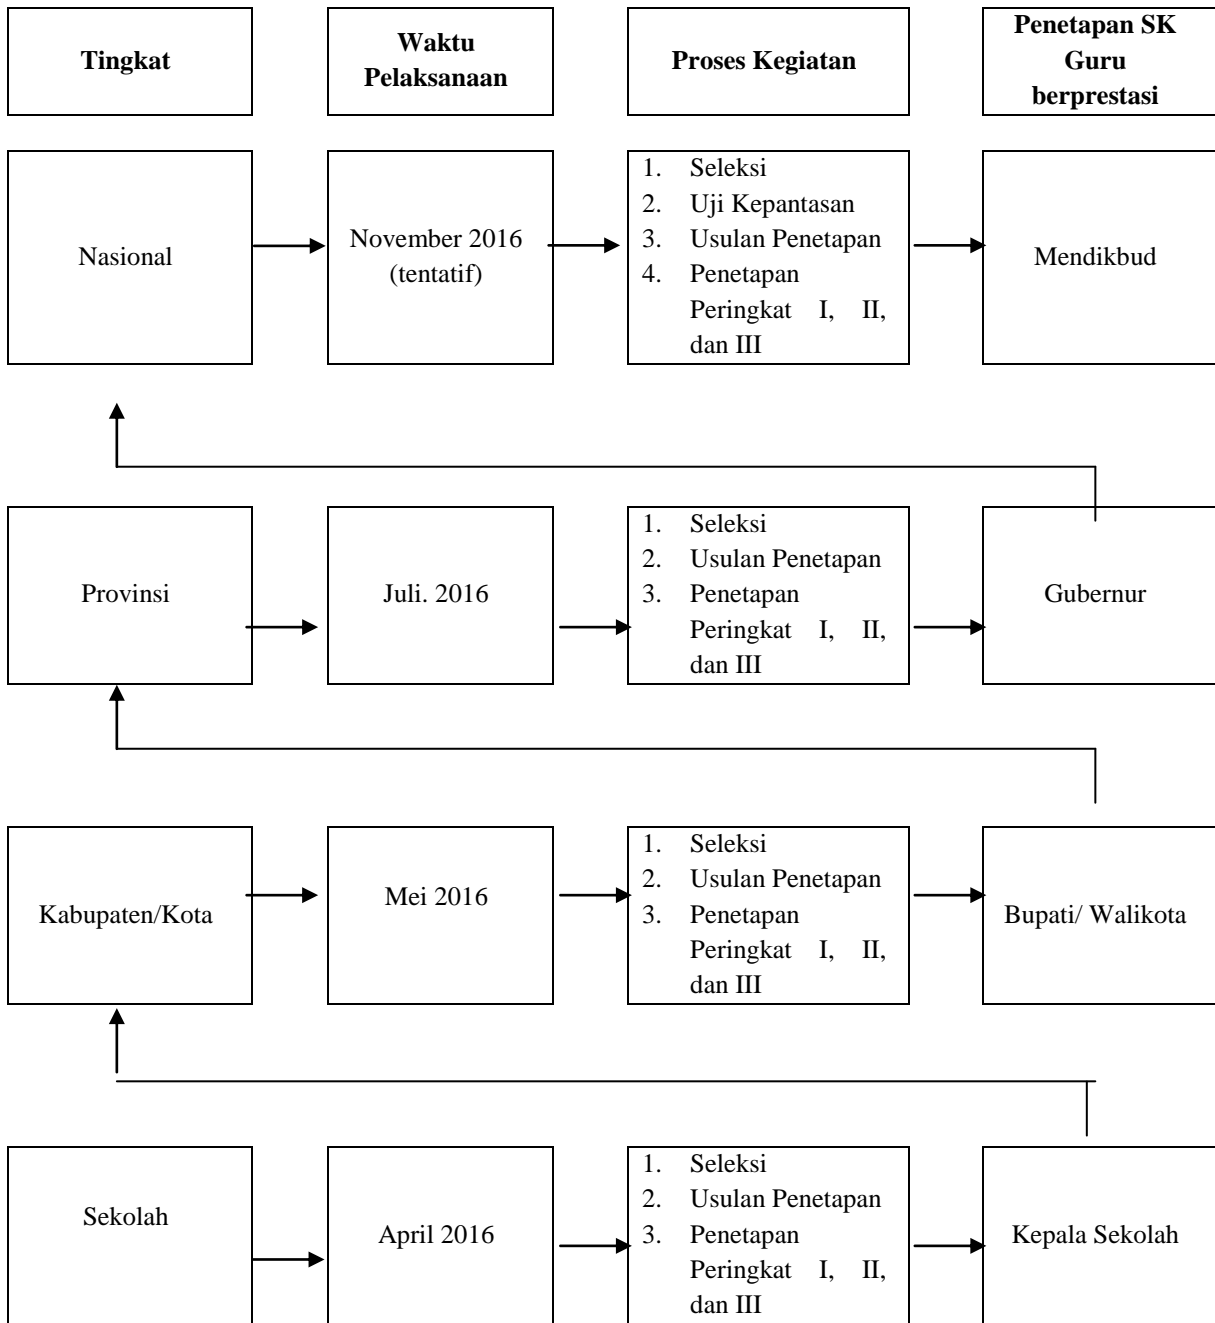 Tingkat
Waktu
Pelaksanaan
Proses Kegiatan
Penetapan SK
Guru
berprestasi
Nasional
November 2016
(tentatif)
1. Seleksi
2. Uji Kepantasan
3. Usulan Penetapan
4. Penetapan
Peringkat I, II,
dan III
Mendikbud
Provinsi
Juli. 2016
1. Seleksi
2. Usulan Penetapan
3. Penetapan
Peringkat I, II,
dan III
Gubernur
Kabupaten/Kota
Mei 2016
1. Seleksi
2. Usulan Penetapan
3. Penetapan
Peringkat I, II,
dan III
Bupati/ Walikota
Sekolah
April 2016
1. Seleksi
2. Usulan Penetapan
3. Penetapan
Peringkat I, II,
dan III
Kepala Sekolah